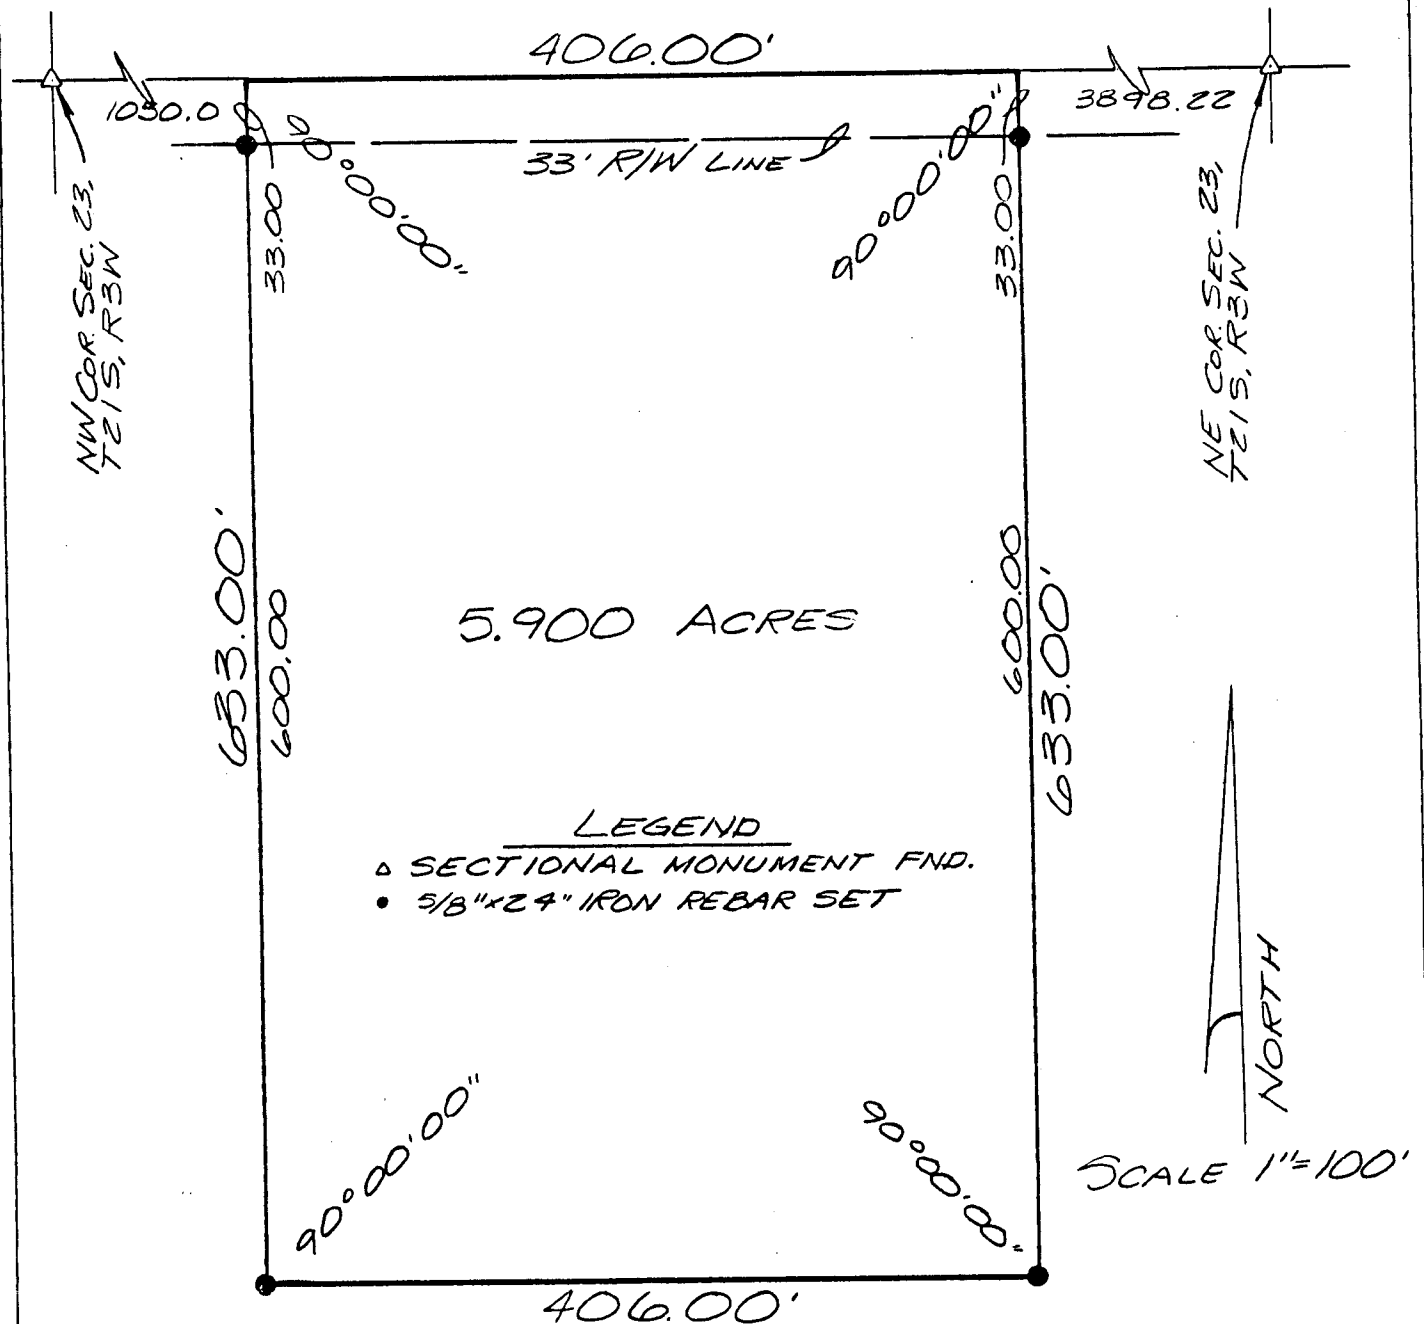 406.00'
1050.0
3898.22
33' R/W LINE
33.00
90°00'00"
90°00'00"
33.00
NW COR. SEC. 23,
T21S, R3W
NE COR. SEC. 23,
T21S, R3W
633.00'
600.00
5.900 ACRES
600.00
633.00'
LEGEND
△ SECTIONAL MONUMENT FND.
● 5/8"x24" IRON REBAR SET
NORTH
90°00'00"
90°00'00"
SCALE 1"=100'
406.00'